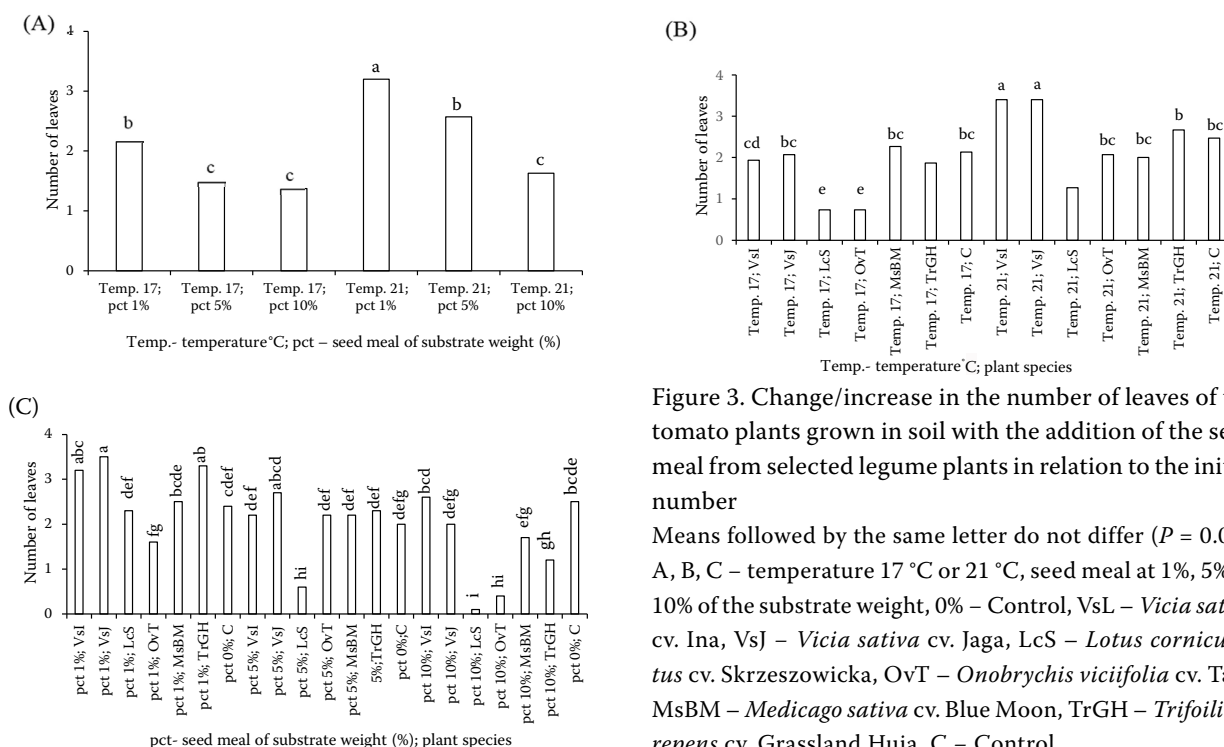 (A)
4
3
2
1
0
Number of leaves
b
c
c
a
b
c
Temp. 17; pct 1%
Temp. 17; pct 5%
Temp. 17; pct 10%
Temp. 21; pct 1%
Temp. 21; pct 5%
Temp. 21; pct 10%
Temp.- temperature°C; pct – seed meal of substrate weight (%)
(B)
4
3
2
1
0
Number of leaves
cd
bc
e
e
bc
bc
a
a
bc
bc
b
bc
Temp. 17; VsI
Temp. 17; VsJ
Temp. 17; LcS
Temp. 17; OvT
Temp. 17; MsBM
Temp. 17; TrGH
Temp. 17; C
Temp. 21; VsI
Temp. 21; VsJ
Temp. 21; LcS
Temp. 21; OvT
Temp. 21; MsBM
Temp. 21; TrGH
Temp. 21; C
Temp.- temperature°C; plant species
(C)
4
3
2
1
0
Number of leaves
abc
a
def
fg
bcde
ab
cdef
def
abcd
hi
def
def
def
defg
bcd
defg
i
hi
efg
gh
bcde
pct 1%; VsI
pct 1%; VsJ
pct 1%; LcS
pct 1%; OvT
pct 1%; MsBM
pct 1%; TrGH
pct 0%; C
pct 5%; VsI
pct 5%; VsJ
pct 5%; LcS
pct 5%; OvT
pct 5%; MsBM
5%;TrGH
pct 0%;C
pct 10%; VsI
pct 10%; VsJ
pct 10%; LcS
pct 10%; OvT
pct 10%; MsBM
pct 10%; TrGH
pct 0%; C
pct- seed meal of substrate weight (%); plant species
Figure 3. Change/increase in the number of leaves of
tomato plants grown in soil with the addition of the
meal from selected legume plants in relation to the
number
Means followed by the same letter do not differ (P = 0.0
A, B, C – temperature 17 °C or 21 °C, seed meal at 1%, 5%
10% of the substrate weight, 0% – Control, VsL – Vicia
cv. Ina, VsJ – Vicia sativa cv. Jaga, LcS – Lotus
tus cv. Skrzeszowicka, OvT – Onobrychis viciifolia cv.
MsBM – Medicago sativa cv. Blue Moon, TrGH –
repens cv. Grassland Huia, C – Control